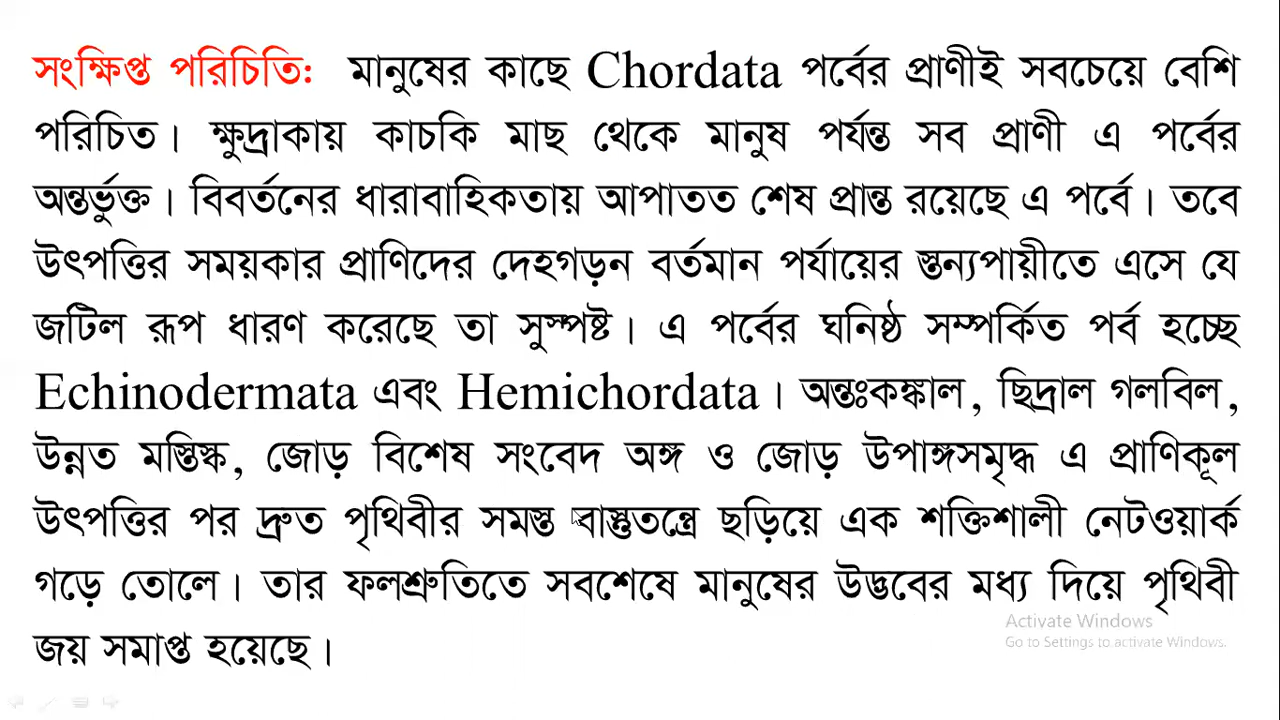 সংক্ষিপ্ত পরিচিতি: মানুষের কাছে Chordata পর্বের প্রাণীই সবচেয়ে বেশি
পরিচিত। ক্ষুদ্রাকায় কাচকি মাছ থেকে মানুষ পর্যন্ত সব প্রাণী এ পর্বের
অন্তর্ভুক্ত। বিবর্তনের ধারাবাহিকতায় আপাতত শেষ প্রান্ত রয়েছে এ পর্বে। তবে
উৎপত্তির সময়কার প্রাণিদের দেহগড়ন বর্তমান পর্যায়ের স্তন্যপায়ীতে এসে যে
জটিল রূপ ধারণ করেছে তা সুস্পষ্ট। এ পর্বের ঘনিষ্ঠ সম্পর্কিত পর্ব হচ্ছে
Echinodermata এবং Hemichordata। অন্তঃকঙ্কাল, ছিদ্রাল গলবিল,
উন্নত মস্তিস্ক, জোড় বিশেষ সংবেদ অঙ্গ ও জোড় উপাঙ্গসমৃদ্ধ এ প্রাণিকূল
উৎপত্তির পর দ্রুত পৃথিবীর সমস্ত বাস্তুতন্ত্রে ছড়িয়ে এক শক্তিশালী নেটওয়ার্ক
গড়ে তোলে। তার ফলশ্রুতিতে সবশেষে মানুষের উদ্ভবের মধ্য দিয়ে পৃথিবী
জয় সমাপ্ত হয়েছে।
Activate Windows
Go to Settings to activate Windows.